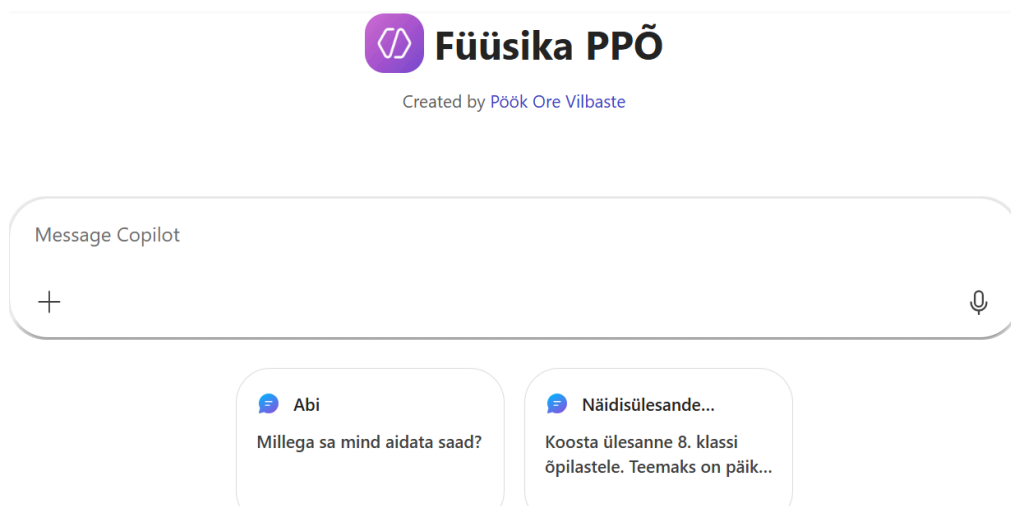 Füüsika PPÕ
Created by Pöök Ore Vilbaste
Message Copilot
Abi
Millega sa mind aidata saad?
Näidisülesande...
Koosta ülesanne 8. klassi
õpilastele. Teemaks on päik...